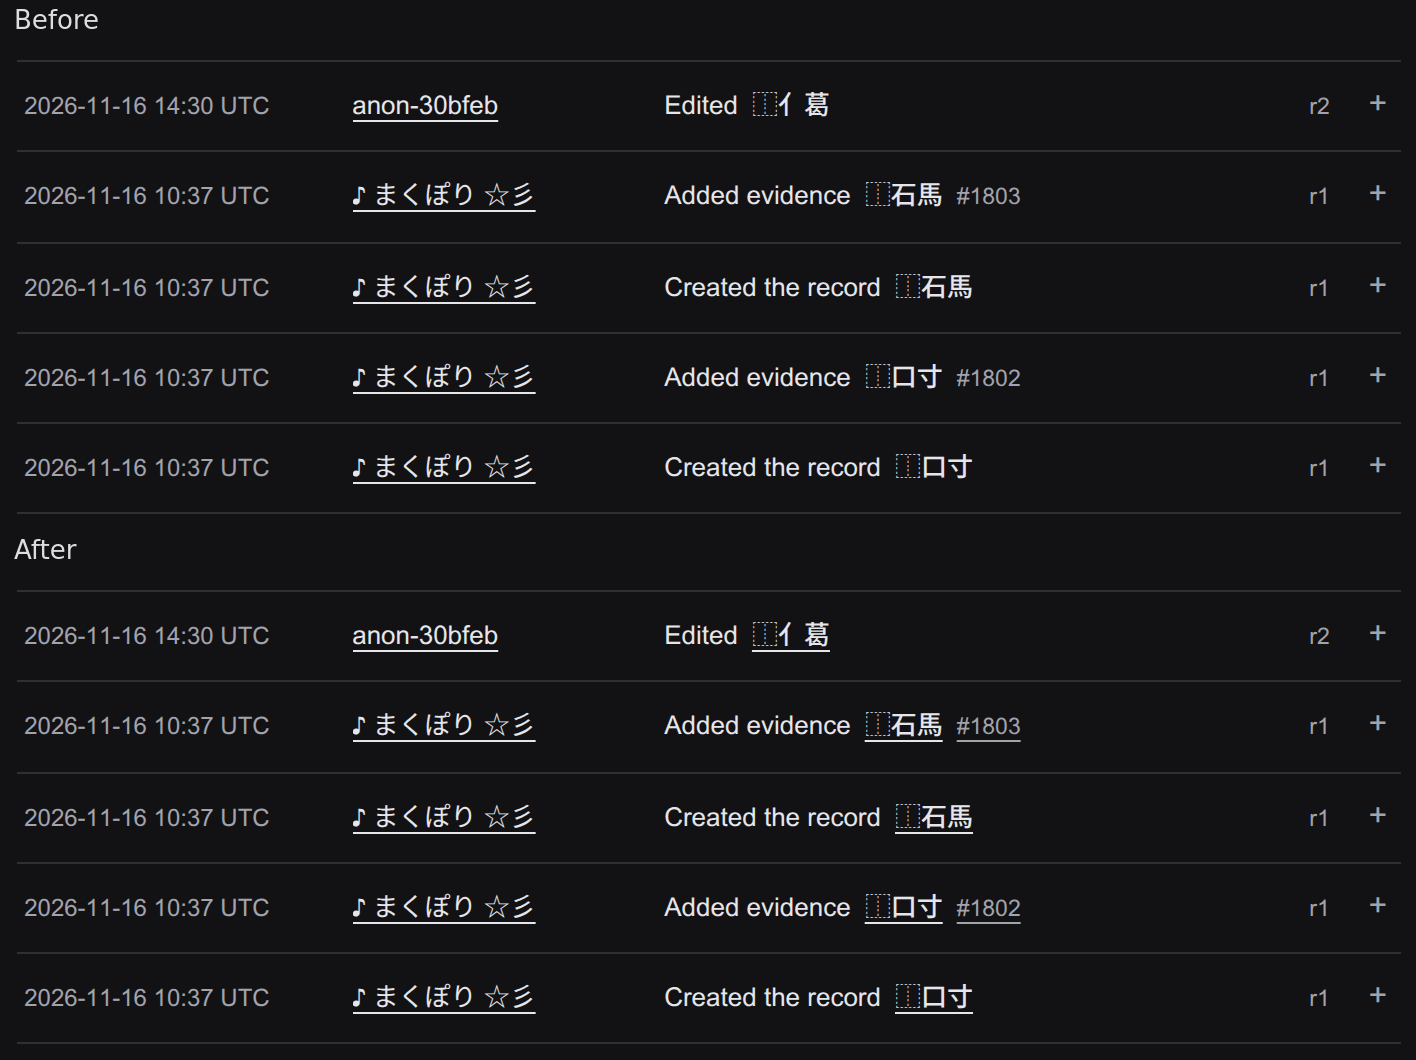 Before
2026-11-16 14:30 UTC anon-30bfeb Edited ⿰亻葛 r2 +
2026-11-16 10:37 UTC ♪ まくぽり ☆彡 Added evidence ⿰石馬 #1803 r1 +
2026-11-16 10:37 UTC ♪ まくぽり ☆彡 Created the record ⿰石馬 r1 +
2026-11-16 10:37 UTC ♪ まくぽり ☆彡 Added evidence ⿰口寸 #1802 r1 +
2026-11-16 10:37 UTC ♪ まくぽり ☆彡 Created the record ⿰口寸 r1 +
After
2026-11-16 14:30 UTC anon-30bfeb Edited ⿰亻葛 r2 +
2026-11-16 10:37 UTC ♪ まくぽり ☆彡 Added evidence ⿰石馬 #1803 r1 +
2026-11-16 10:37 UTC ♪ まくぽり ☆彡 Created the record ⿰石馬 r1 +
2026-11-16 10:37 UTC ♪ まくぽり ☆彡 Added evidence ⿰口寸 #1802 r1 +
2026-11-16 10:37 UTC ♪ まくぽり ☆彡 Created the record ⿰口寸 r1 +